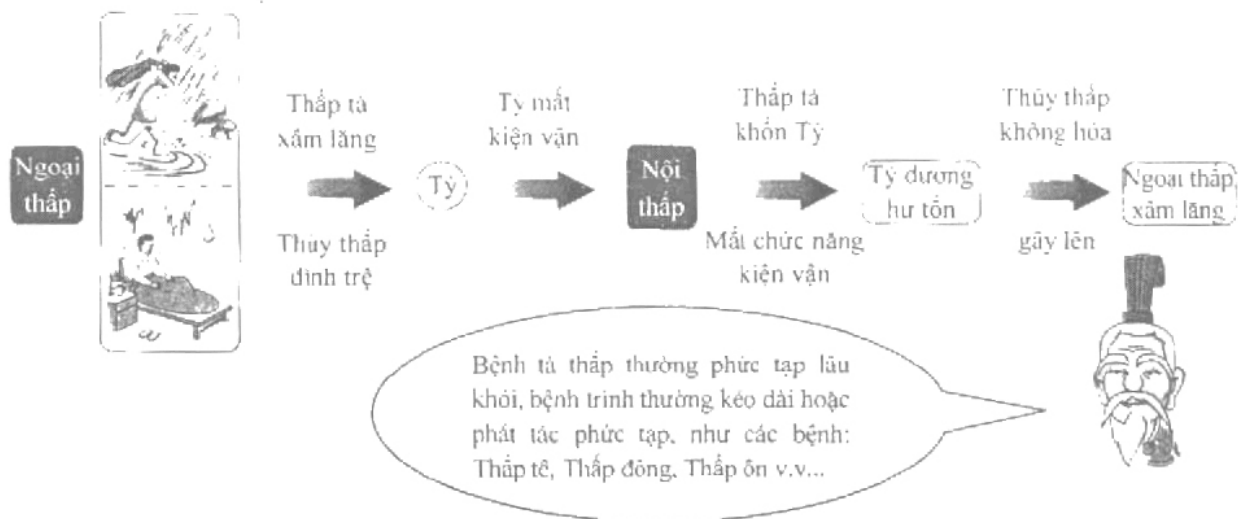 Ngoại
thấp
Thấp tà
xâm lăng
Thủy thấp
đình trệ
Tỳ
Tỳ mất
kiện vận
Nội
thấp
Thấp tà
khốn Tỳ
Mất chức năng
kiện vận
Tỳ dương
hư tổn
Thủy thấp
không hóa
gây lên
Ngoại thấp
xâm lăng
Bệnh tà thấp thường phức tạp lâu
khỏi, bệnh trình thường kéo dài hoặc
phát tác phức tạp, như các bệnh:
Thấp tê, Thấp đông, Thấp ôn v.v...